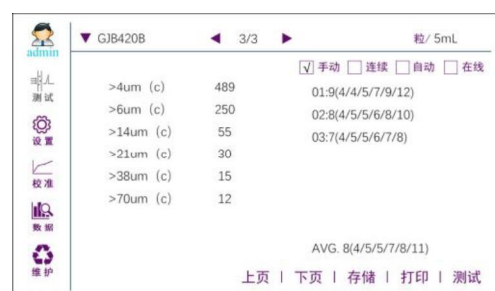 admin
测试
设置
校准
数据
维护
▼ GJB420B ◀ 3/3 ▶ 粒/ 5mL
√ 手动 连续 自动 在线
>4um（c） 489
>6um（c） 250
>14um（c） 55
>21um（c） 30
>38um（c） 15
>70um（c） 12
01:9(4/4/5/7/9/12)
02:8(4/5/5/6/8/10)
03:7(4/4/5/6/7/8)
AVG. 8(4/5/5/7/8/11)
上页 | 下页 | 存储 | 打印 | 测试